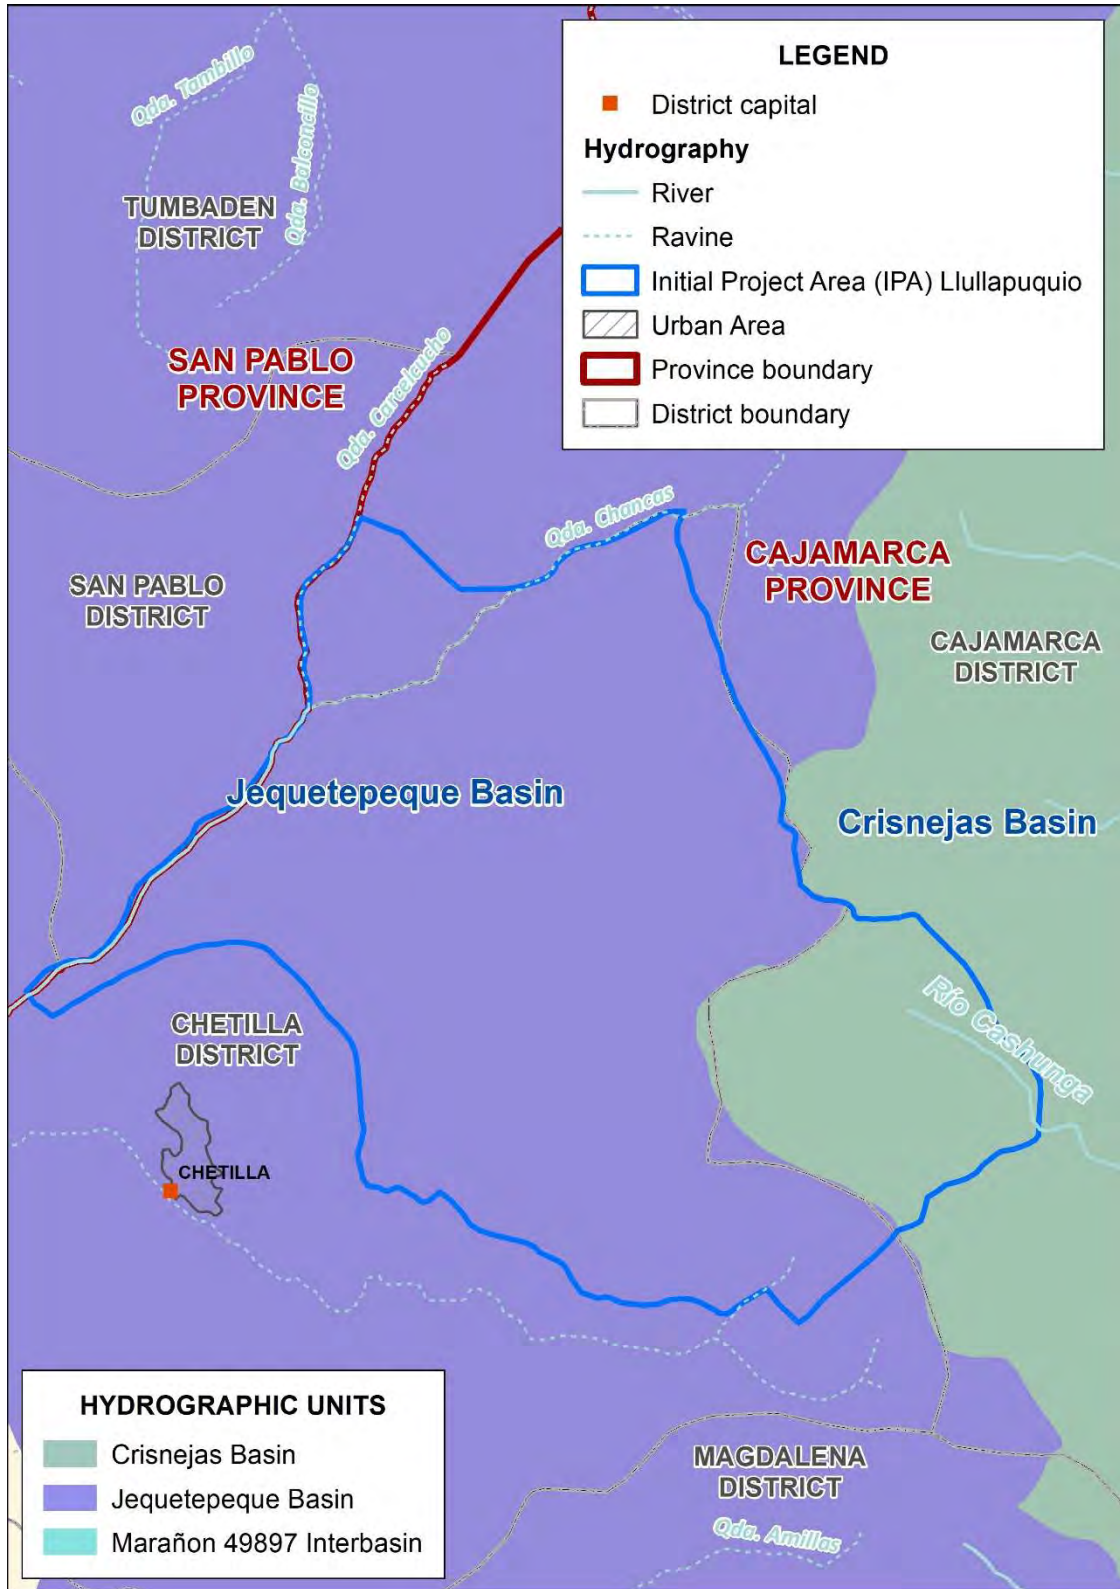 LEGEND
District capital
Hydrography
River
Ravine
Initial Project Area (IPA) Llullapuquio
Urban Area
Province boundary
District boundary
Qda. Tambillo
Qda. Balconcillo
TUMBADEN
DISTRICT
SAN PABLO
PROVINCE
Qda. Carcelcucho
Qda. Chancas
CAJAMARCA
PROVINCE
SAN PABLO
DISTRICT
CAJAMARCA
DISTRICT
Jequetepeque Basin
Crisnejas Basin
Río Cashunga
CHETILLA
DISTRICT
CHETILLA
HYDROGRAPHIC UNITS
Crisnejas Basin
Jequetepeque Basin
Marañon 49897 Interbasin
MAGDALENA
DISTRICT
Qda. Amillas